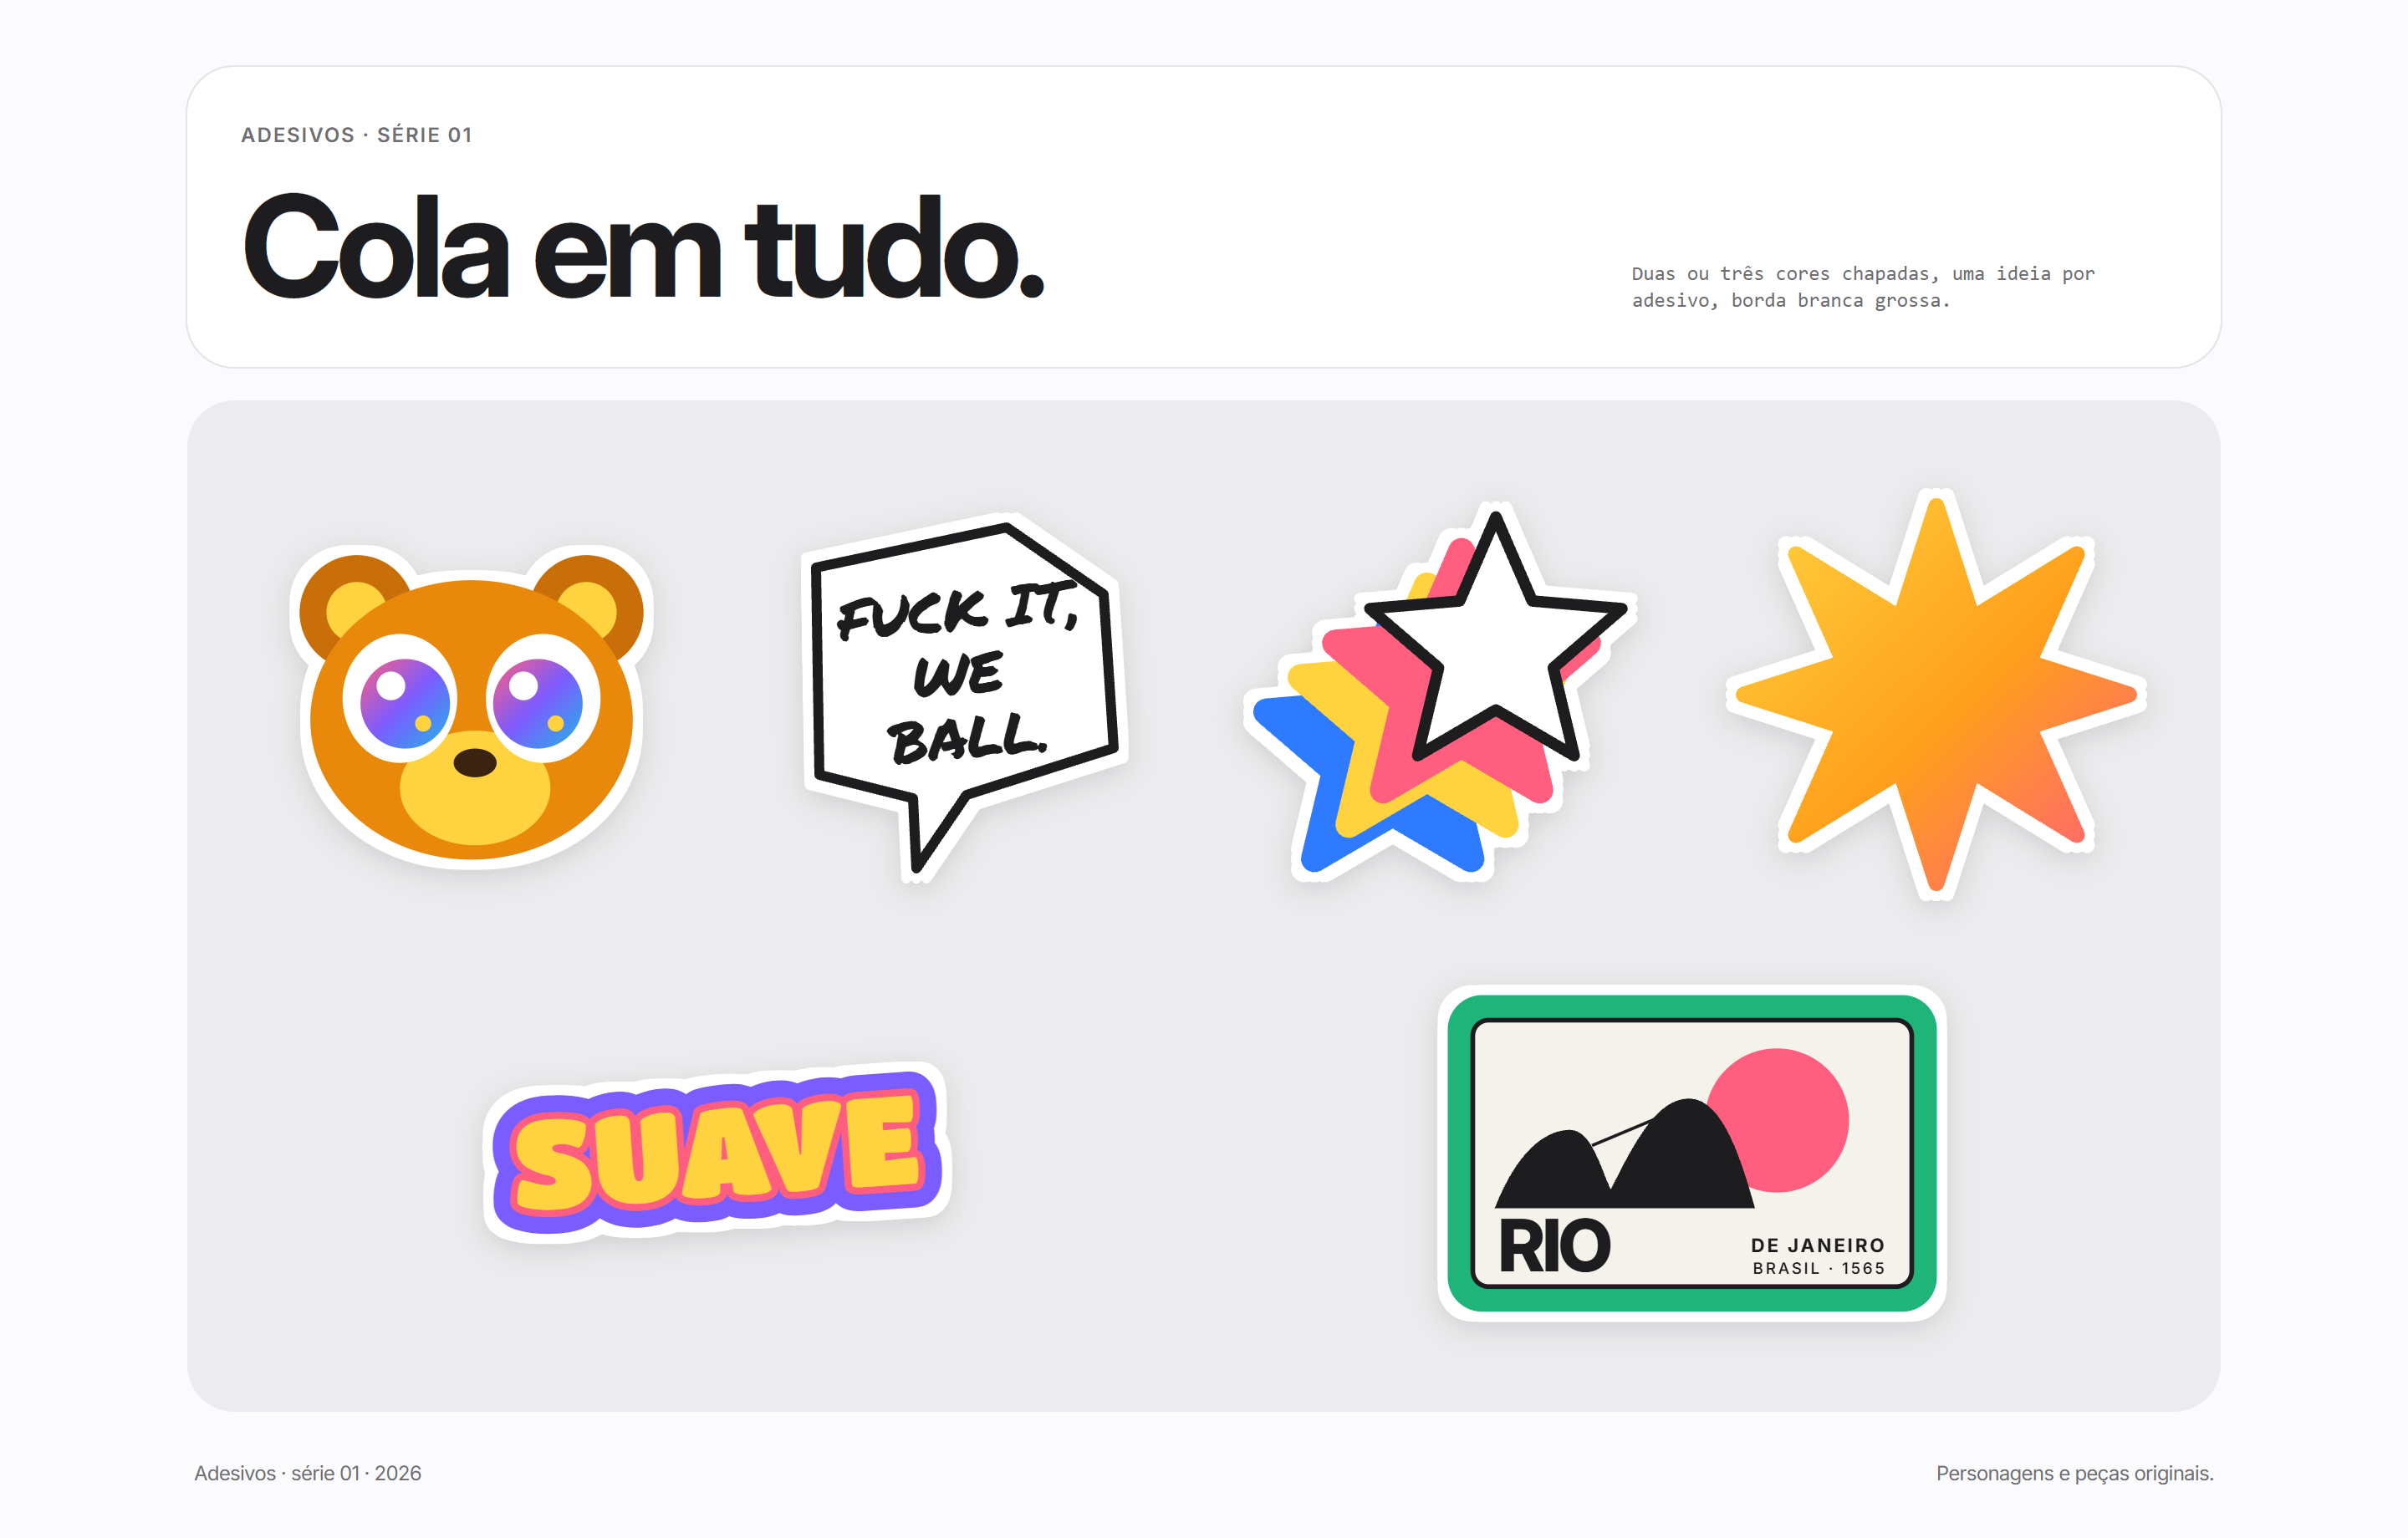 ADESIVOS · SÉRIE 01
Cola em tudo.
Duas ou três cores chapadas, uma ideia por
adesivo, borda branca grossa.
FUCK IT,
WE
BALL.
SUAVE
RIO
DE JANEIRO
BRASIL · 1565
Adesivos · série 01 · 2026
Personagens e peças originais.